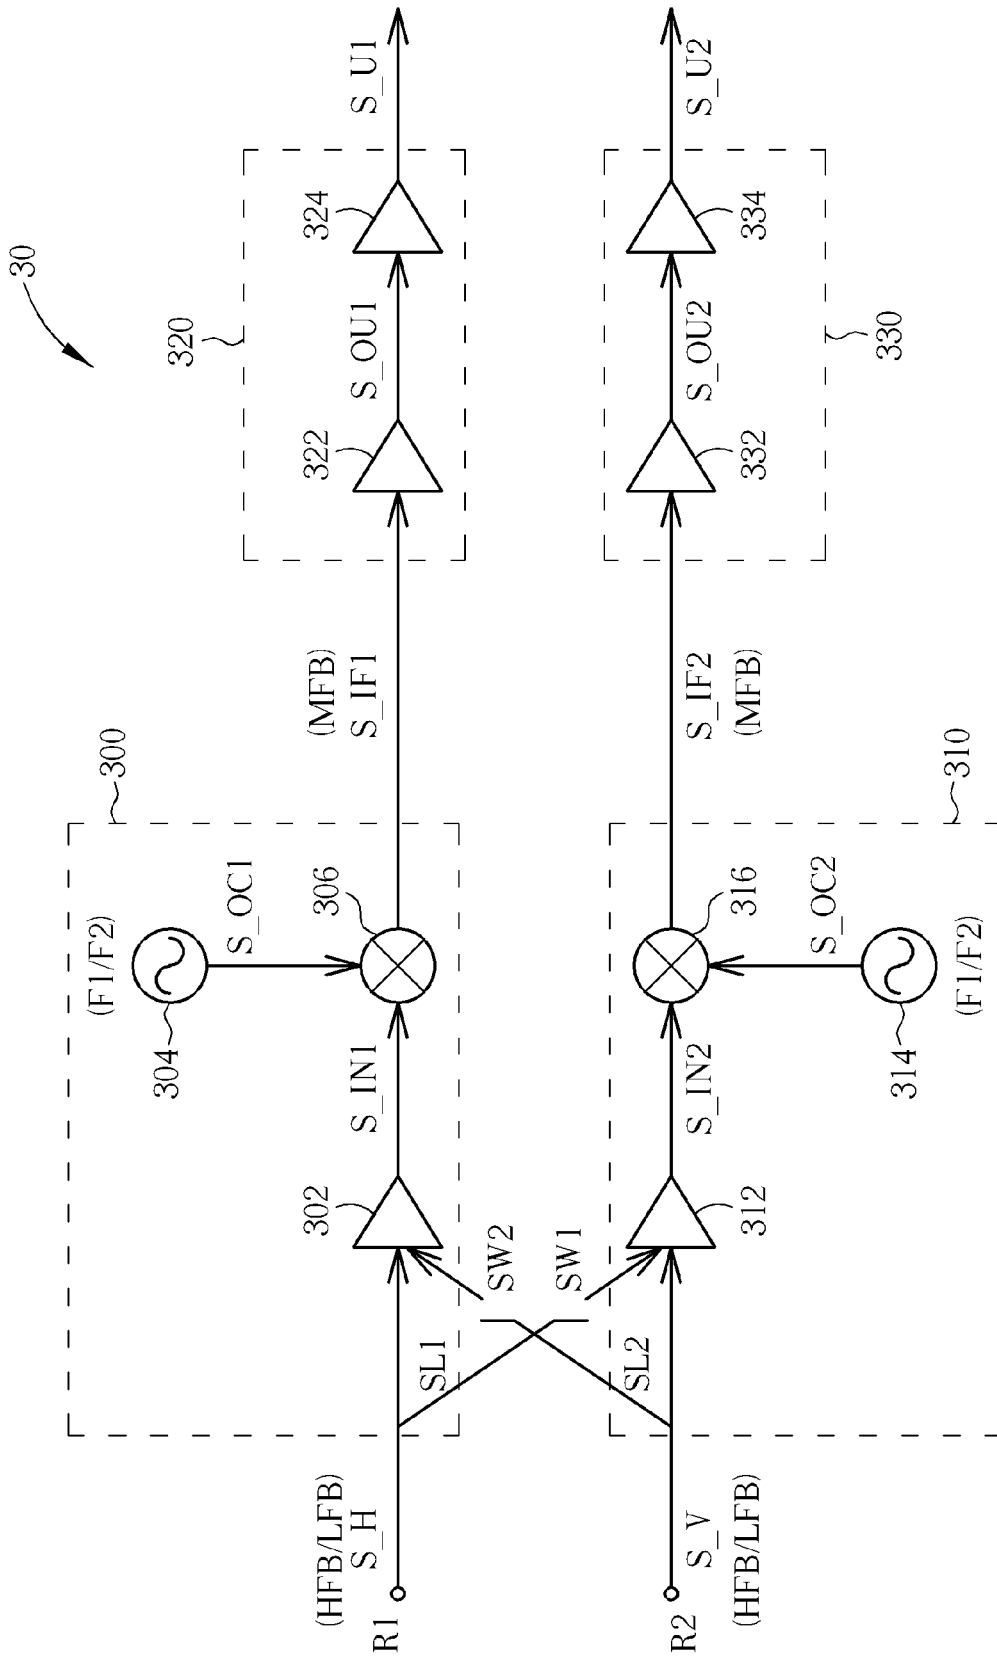 30
320
324
S_U1
S_OU1
322
(MFB)
S_IF1
300
(F1/F2)
S_OC1
304
306
S_IN1
302
SW2
SL1
(HFB/LFB)
S_H
R1
S_U2
334
S_OU2
330
332
S_IF2
(MFB)
310
316
S_OC2
(F1/F2)
314
S_IN2
312
SW1
SL2
S_V
(HFB/LFB)
R2